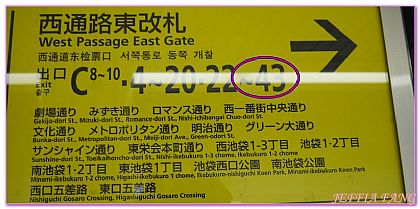 西通路東改札
West Passage East Gate
西通道东检票口 서쪽통로 동쪽 개찰
出口 Exit 출구 C8~10·4~20·22~43
劇場通り みずき通り ロマンス通り 西一番街中央通り
Gekijo-dori St., Mizuki-dori St., Romance-dori St., Nishi-ichibangai Chuo-dori St.
文化通り メトロポリタン通り 明治通り グリーン大通り
Bunka-dori St., Metropolitan-dori St., Meiji-dori Ave., Green-odori St.
サンシャイン通り 東栄会本町通り 西池袋1-3丁目 西池袋1・2丁目
Sunshine-dori St., Toeikaihoncho-dori St., Nishi-ikebukuro 1-3 chome, Ikebukuro 1-2 chome
南池袋1・2丁目 東池袋1丁目 池袋西口公園 南池袋公園
Minami-ikebukuro 1-2 chome, Higashi-ikebukuro 1 chome, Ikebukuro-nishiguchi Koen Park, Minami-ikebukuro Koen Park
西口五差路 東口五差路
Nishiguchi Gosaro Crossing, Higashiguchi Gosaro Crossing
JEFFIA FANG